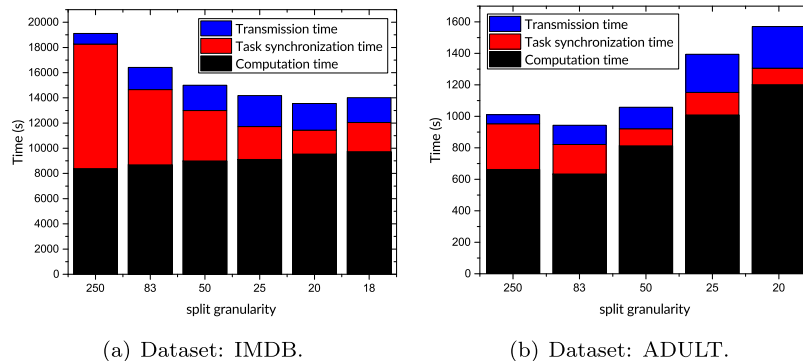 20000
18000
16000
14000
12000
10000
8000
6000
4000
2000
0
Time (s)
Transmission time
Task synchronization time
Computation time
250 83 50 25 20 18
split granularity
(a) Dataset: IMDB.
1600
1400
1200
1000
800
600
400
200
0
Time (s)
Transmission time
Task synchronization time
Computation time
250 83 50 25 20
split granularity
(b) Dataset: ADULT.